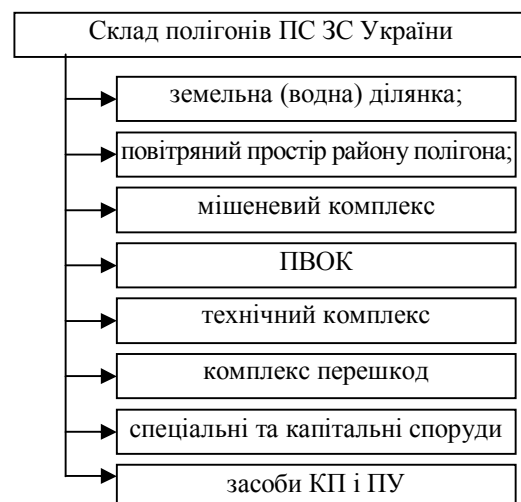 Склад полігонів ПС ЗС України
земельна (водна) ділянка;
повітряний простір району полігона;
мішеневий комплекс
ПВОК
технічний комплекс
комплекс перешкод
спеціальні та капітальні споруди
засоби КП і ПУ